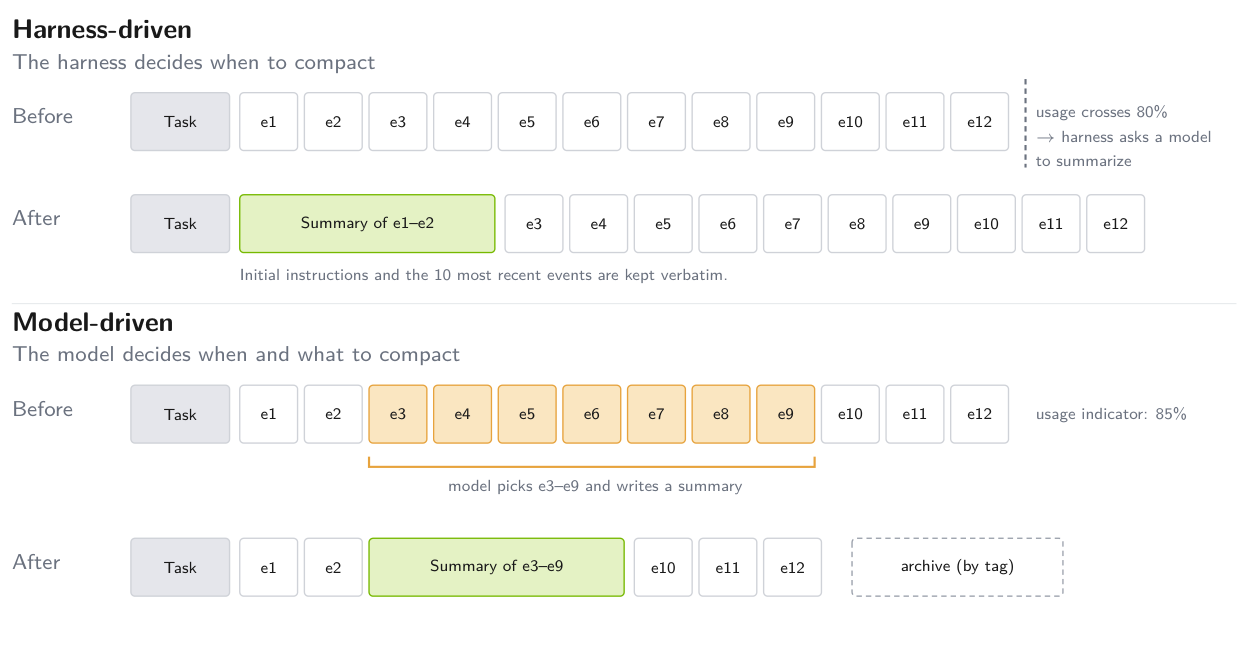 Harness-driven
The harness decides when to compact
Before
Task
e1
e2
e3
e4
e5
e6
e7
e8
e9
e10
e11
e12
usage crosses 80%
→ harness asks a model
to summarize
After
Task
Summary of e1–e2
e3
e4
e5
e6
e7
e8
e9
e10
e11
e12
Initial instructions and the 10 most recent events are kept verbatim.
Model-driven
The model decides when and what to compact
Before
Task
e1
e2
e3
e4
e5
e6
e7
e8
e9
e10
e11
e12
usage indicator: 85%
model picks e3–e9 and writes a summary
After
Task
e1
e2
Summary of e3–e9
e10
e11
e12
archive (by tag)